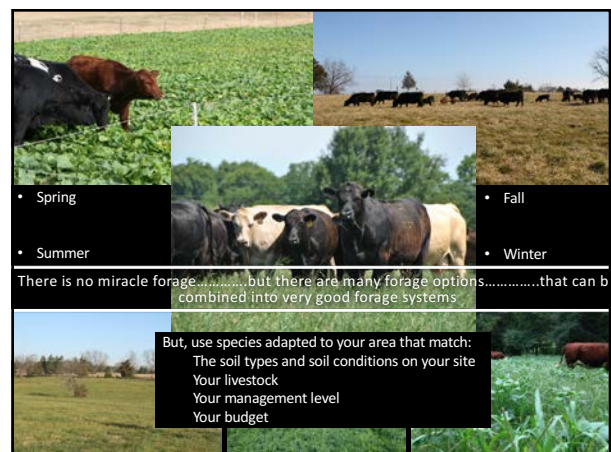 • Spring
• Summer
• Fall
• Winter
There is no miracle forage………….but there are many forage options…………..that can b
combined into very good forage systems
But, use species adapted to your area that match:
The soil types and soil conditions on your site
Your livestock
Your management level
Your budget